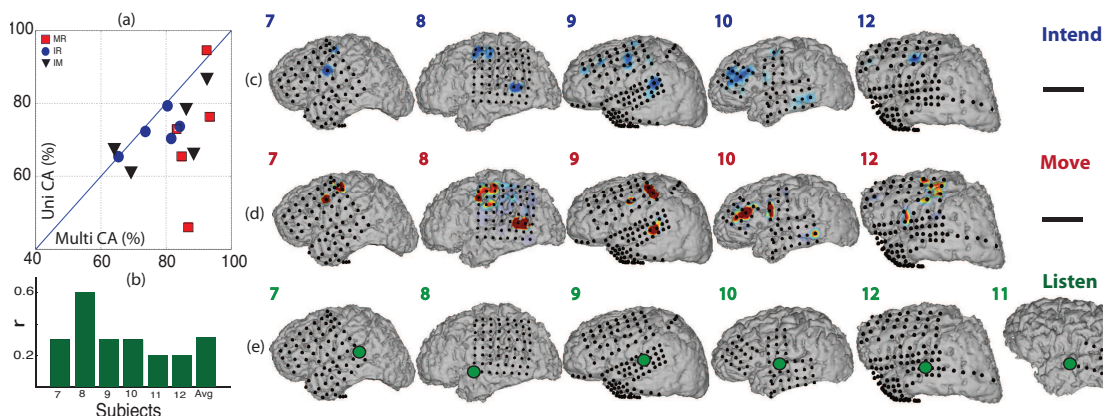 (a)
100
80
60
Uni CA (%)
MR
IR
IM
Multi CA (%)
40 60 80 100
(b)
0.6
r
0.2
7 8 9 10 11 12 Avg
Subjects
7 8 9 10 12
(c)
Intend
7 8 9 10 12
(d)
Move
7 8 9 10 12 11
(e)
Listen